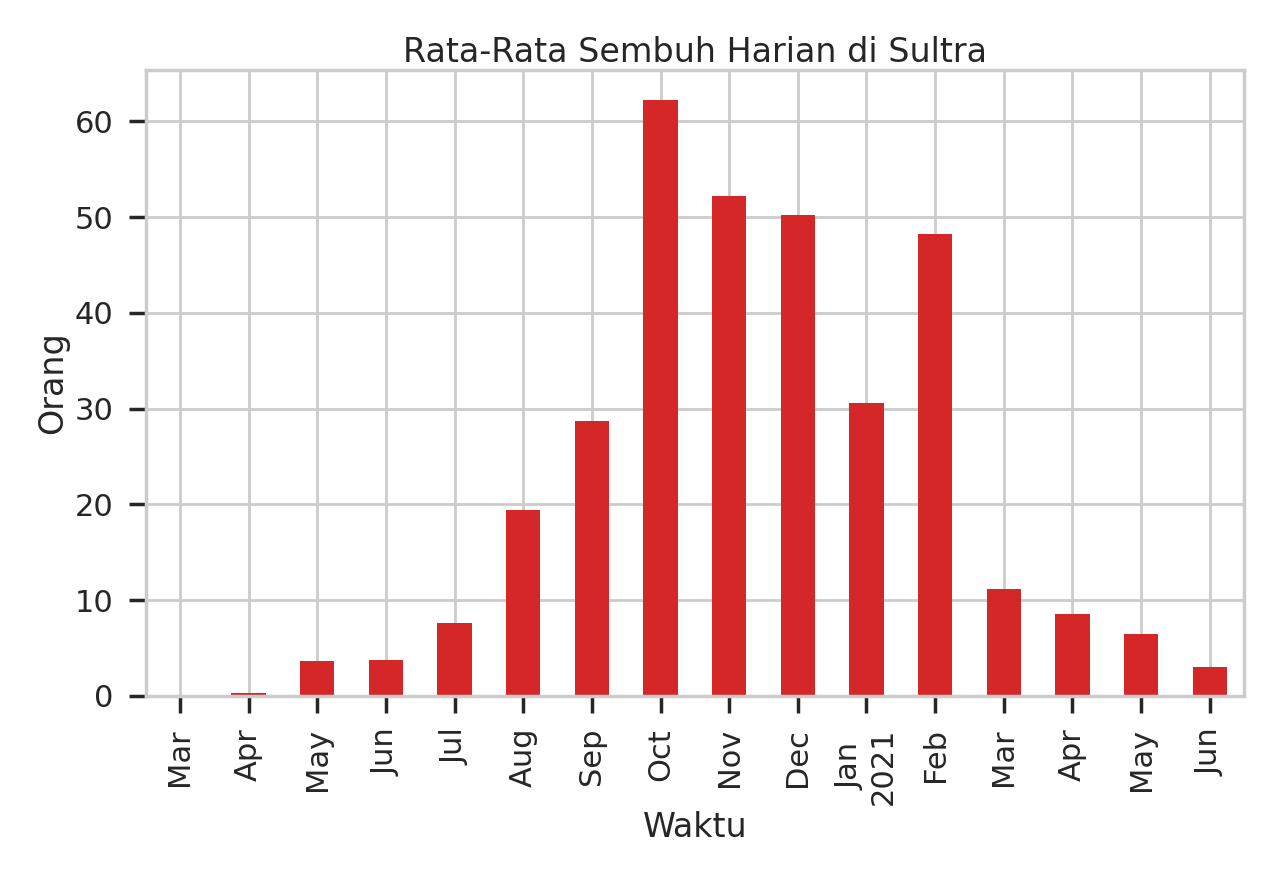 Rata-Rata Sembuh Harian di Sultra
60
50
40
30
20
10
0
Orang
Mar
Apr
May
Jun
Jul
Aug
Sep
Oct
Nov
Dec
Jan
2021
Feb
Mar
Apr
May
Jun
Waktu